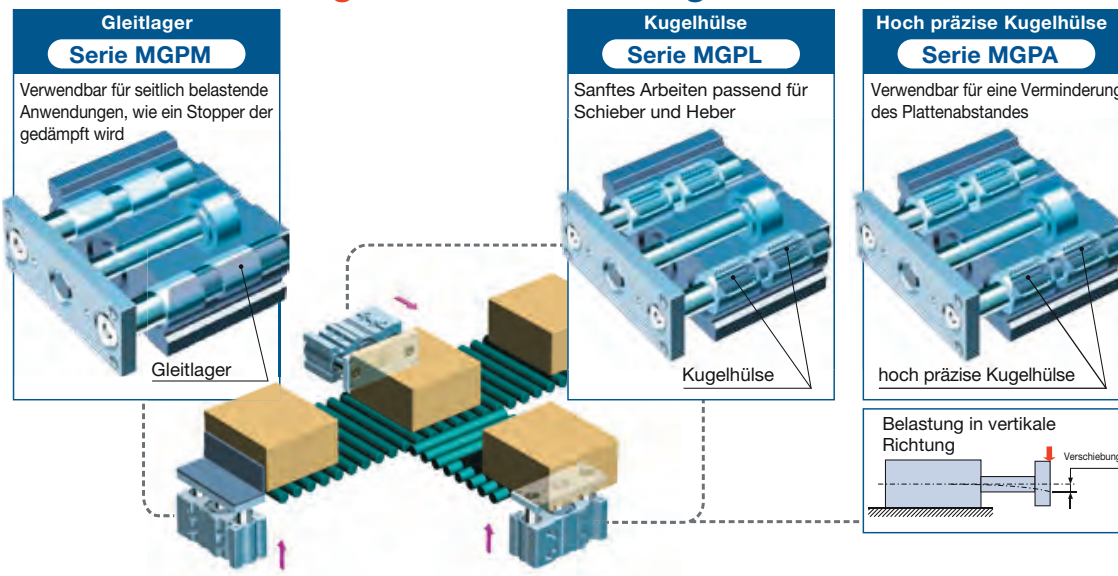 Gleitlager
Serie MGPM
Verwendbar für seitlich belastende
Anwendungen, wie ein Stopper der
gedämpft wird
Gleitlager
Kugelhülse
Serie MGPL
Sanftes Arbeiten passend für
Schieber und Heber
Kugelhülse
Hoch präzise Kugelhülse
Serie MGPA
Verwendbar für eine Verminderung
des Plattenabstandes
hoch präzise Kugelhülse
Belastung in vertikale
Richtung
Verschiebung